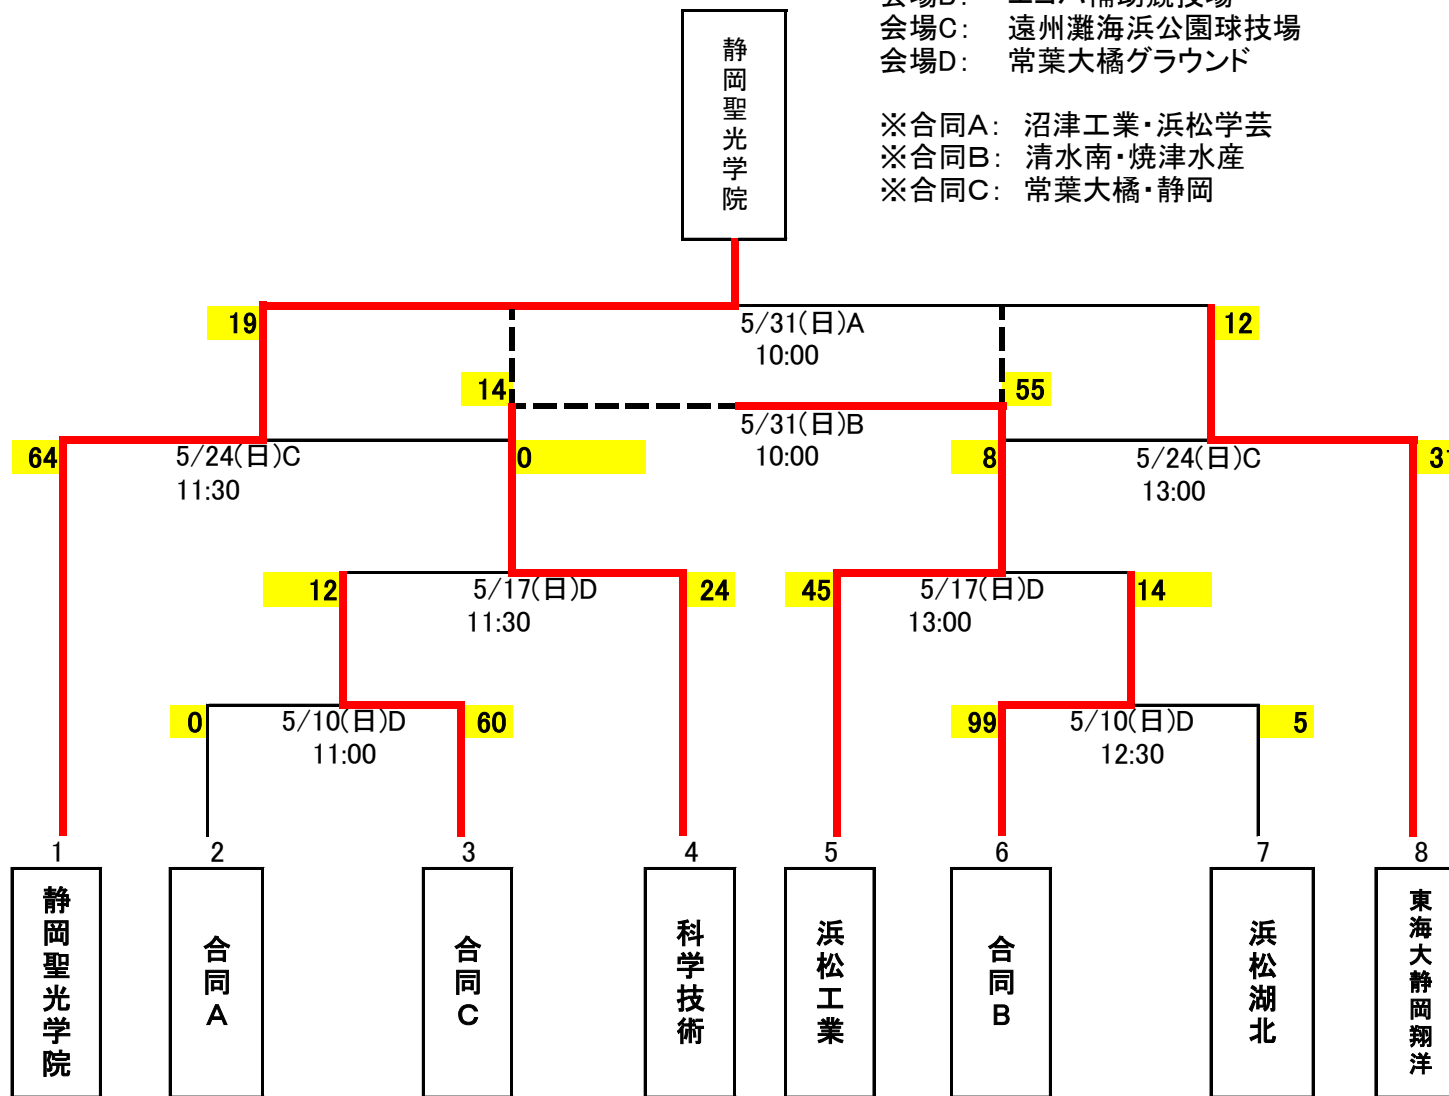 静岡聖光学院
会場C： 遠州灘海浜公園球技場
会場D： 常葉大橘グラウンド
※合同A： 沼津工業・浜松学芸
※合同B： 清水南・焼津水産
※合同C： 常葉大橘・静岡
19
5/31(日)A
10:00
12
14
5/31(日)B
10:00
55
64
5/24(日)C
11:30
0
8
5/24(日)C
13:00
12
5/17(日)D
11:30
24
45
5/17(日)D
13:00
14
0
5/10(日)D
11:00
60
99
5/10(日)D
12:30
5
1
2
3
4
5
6
7
8
静岡聖光学院
合同A
合同C
科学技術
浜松工業
合同B
浜松湖北
東海大静岡翔洋